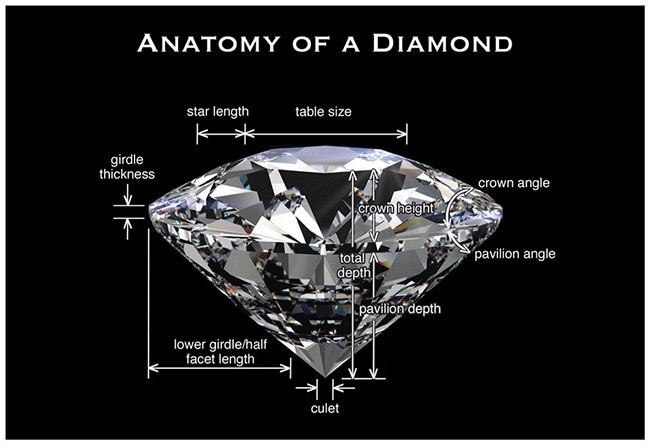 ANATOMY OF A DIAMOND
star length
table size
girdle
thickness
crown angle
crown height
pavilion angle
total
depth
pavilion depth
lower girdle/half
facet length
culet